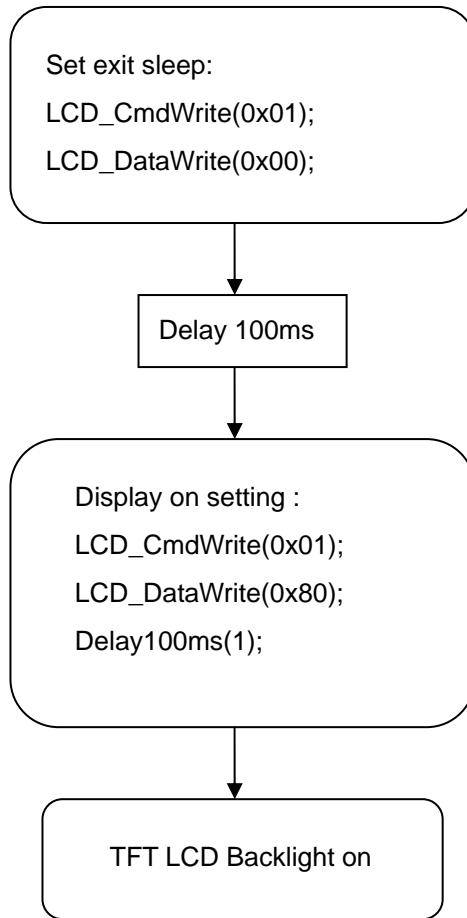 Set exit sleep:
LCD_CmdWrite(0x01);
LCD_DataWrite(0x00);
Delay 100ms
Display on setting :
LCD_CmdWrite(0x01);
LCD_DataWrite(0x80);
Delay100ms(1);
TFT LCD Backlight on